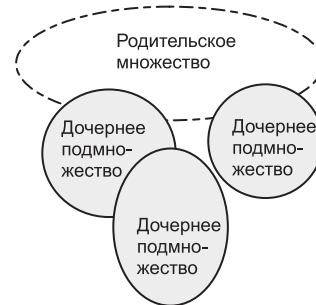 Родительское
множество
Дочернее
подмно-
жество
Дочернее
подмно-
жество
Дочернее
подмно-
жество